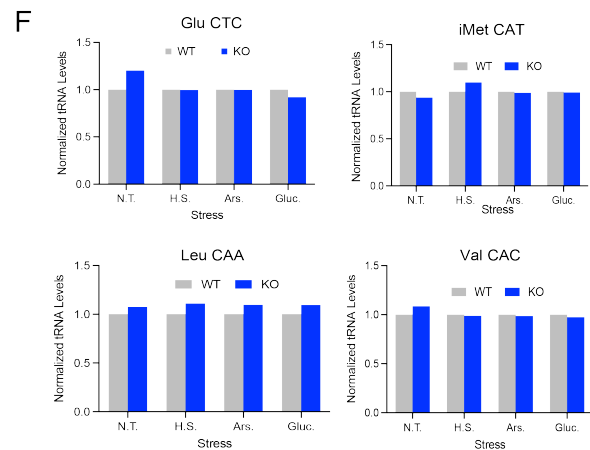 F
Glu CTC
WT KO
Normalized tRNA Levels
1.5
1.0
0.5
0.0
N.T. H.S. Ars. Gluc.
Stress
iMet CAT
WT KO
Normalized tRNA Levels
1.5
1.0
0.5
0.0
N.T. H.S. Ars. Gluc.
Stress
Leu CAA
WT KO
Normalized tRNA Levels
1.5
1.0
0.5
0.0
N.T. H.S. Ars. Gluc.
Stress
Val CAC
WT KO
Normalized tRNA Levels
1.5
1.0
0.5
0.0
N.T. H.S. Ars. Gluc.
Stress